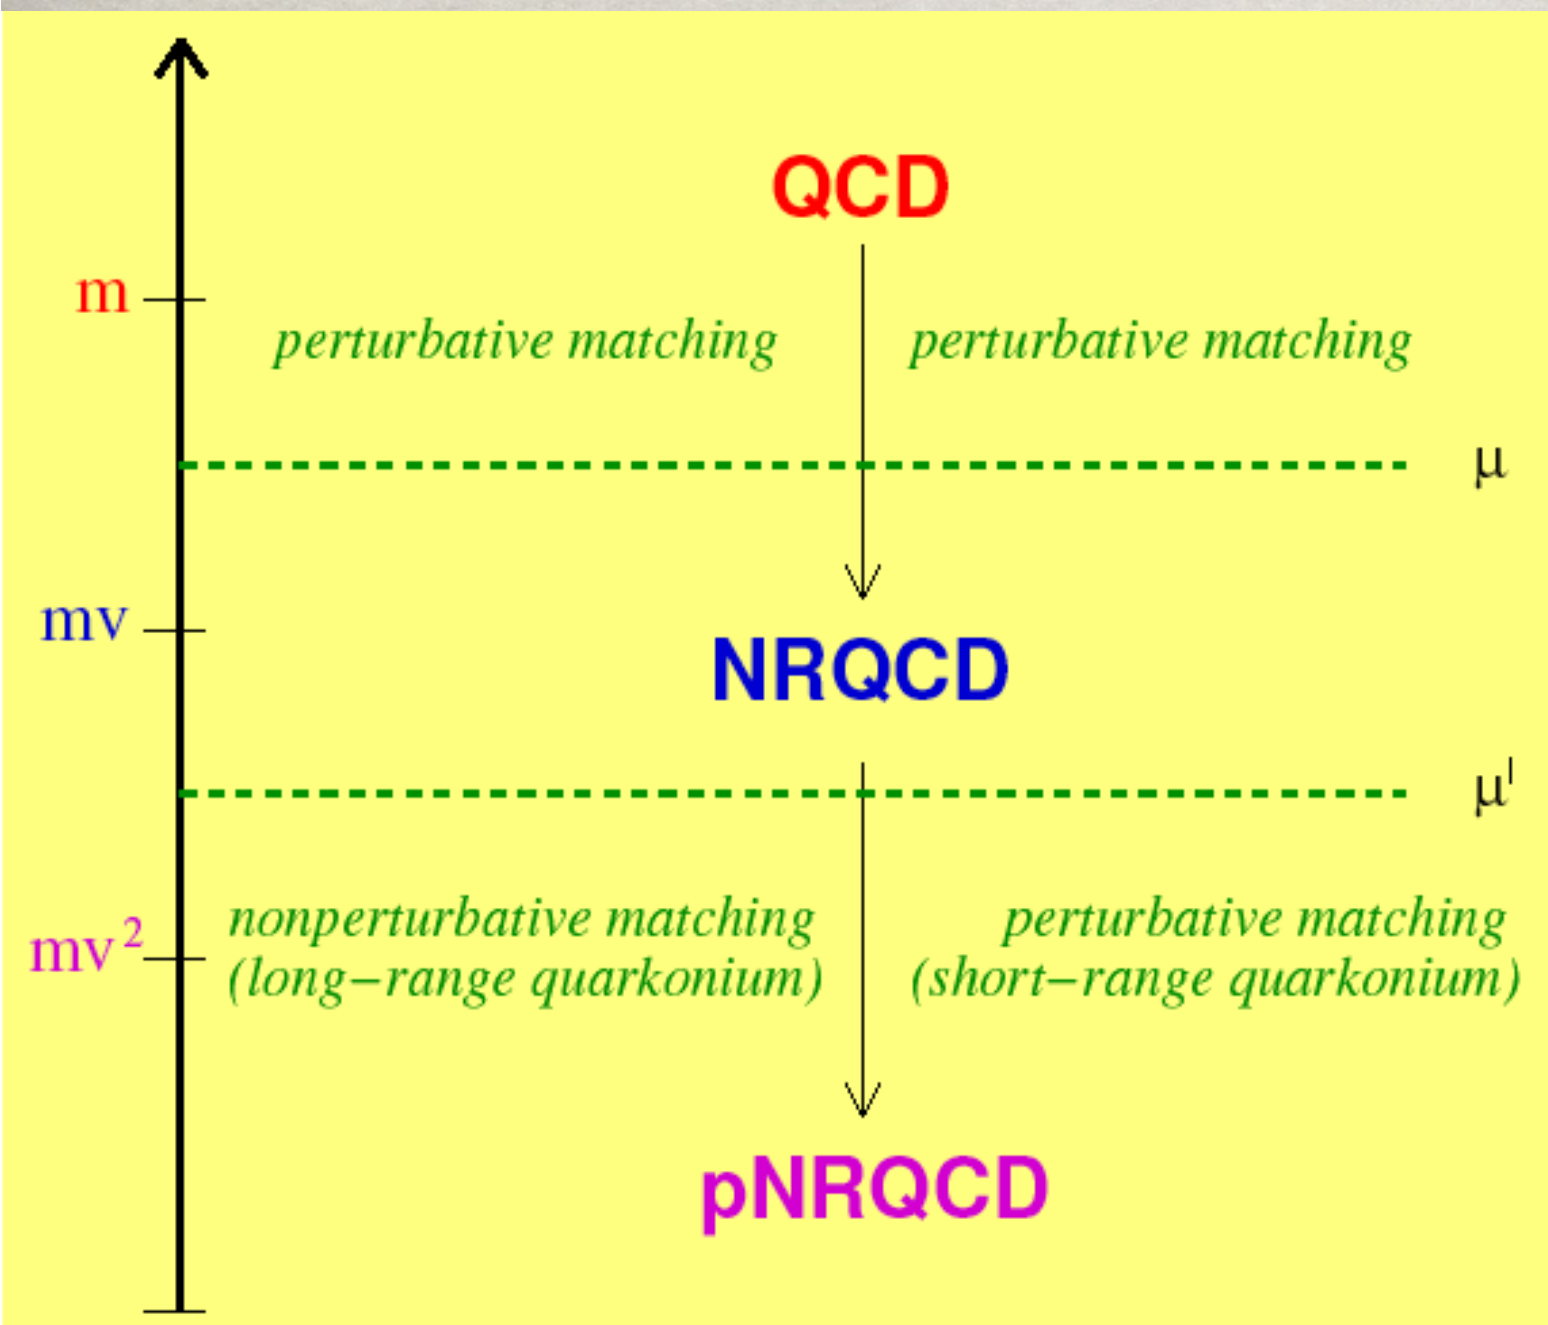 QCD
m
perturbative matching perturbative matching
μ
mv
NRQCD
μ'
nonperturbative matching perturbative matching
mv²
(long−range quarkonium) (short−range quarkonium)
pNRQCD